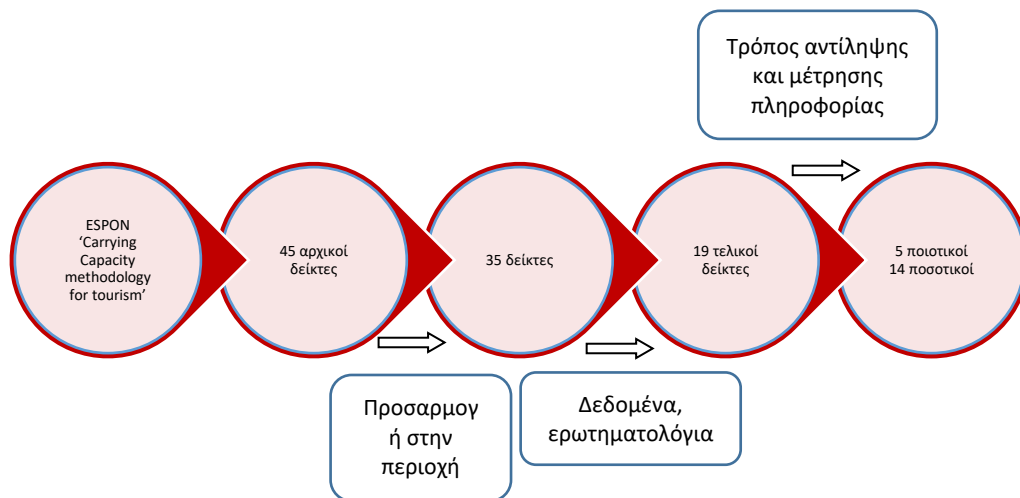 Τρόπος αντίληψης
και μέτρησης
πληροφορίας
ESPON
‘Carrying
Capacity
methodology
for tourism’
45 αρχικοί
δείκτες
35 δείκτες
19 τελικοί
δείκτες
5 ποιοτικοί
14 ποσοτικοί
Προσαρμογ
ή στην
περιοχή
Δεδομένα,
ερωτηματολόγια